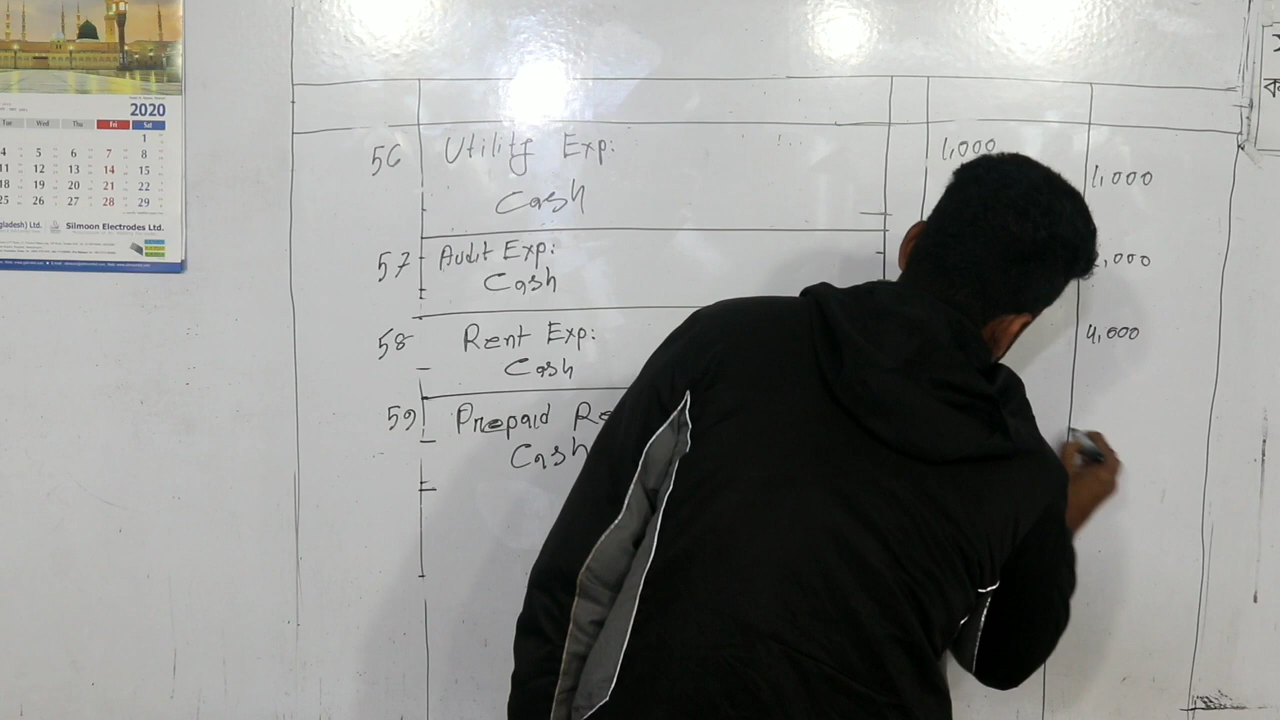 2020
Tue Wed Thu Fri Sat
1
4 5 6 7 8
11 12 13 14 15
18 19 20 21 22
25 26 27 28 29
Silmoon Electrodes Ltd.
56 Utility Exp: 1,000
Cash 1,000
57 Audit Exp:
Cash ,000
58 Rent Exp:
Cash 4,000
59 Prepaid Re
Cash